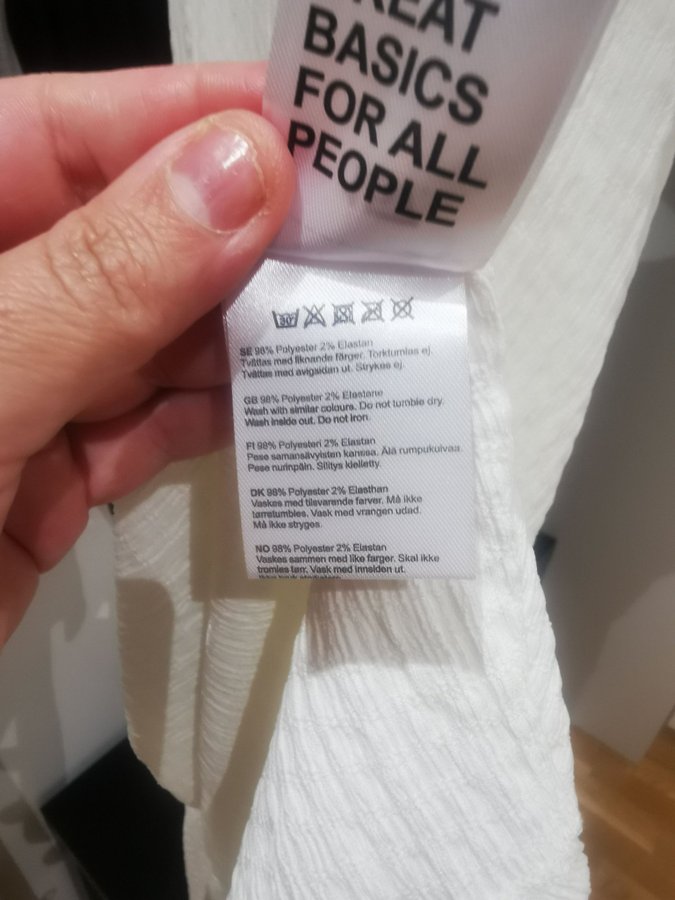 REAT
BASICS
FOR ALL
PEOPLE
30
SE 98% Polyester 2% Elastan
Tvättas med liknande färger. Torktumlas ej.
Tvättas med avigsidan ut. Strykes ej.
GB 98% Polyester 2% Elastane
Wash with similar colours. Do not tumble dry.
Wash inside out. Do not iron.
FI 98% Polyesteri 2% Elastan
Pese samansävyisten kanssa. Älä rumpukuivaa.
Pese nurinpäin. Silitys kielletty.
DK 98% Polyester 2% Elasthan
Vaskes med tilsvarende farver. Må ikke
tørretumbles. Vask med vrangen udad.
Må ikke stryges.
NO 98% Polyester 2% Elastan
Vaskes sammen med like farger. Skal ikke
tromles tørr. Vask med innsiden ut.